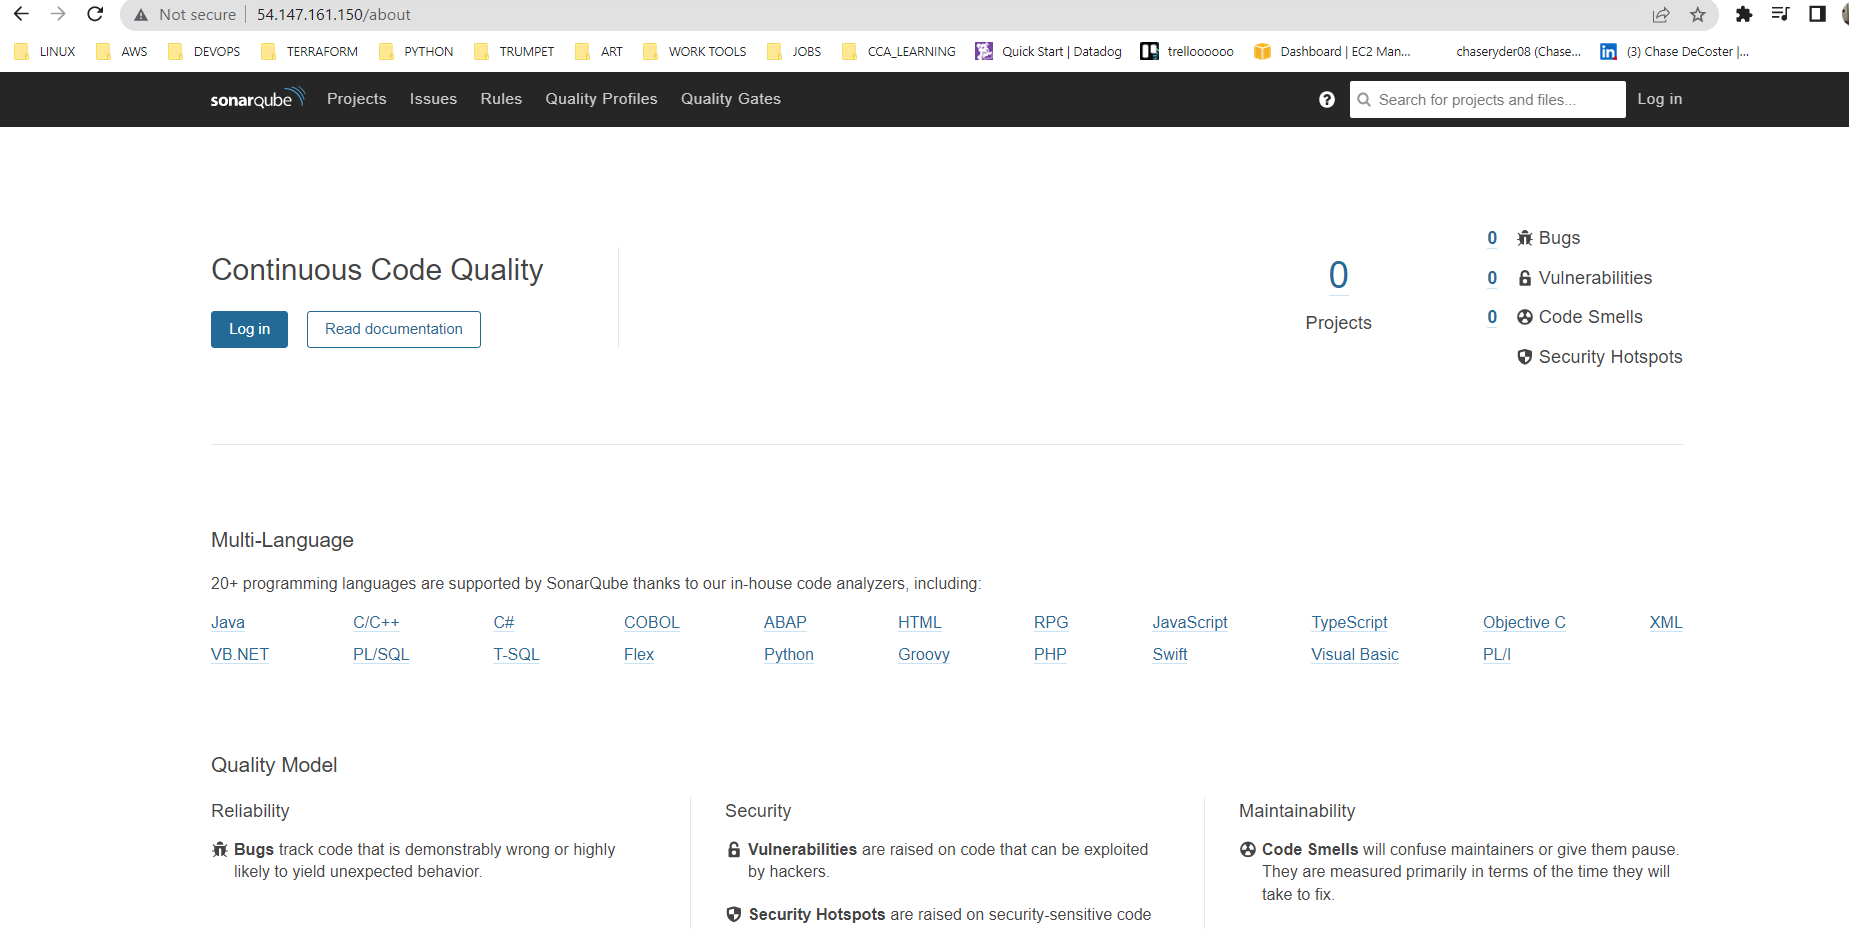 Not secure 54.147.161.150/about
LINUX AWS DEVOPS TERRAFORM PYTHON TRUMPET ART WORK TOOLS JOBS CCA_LEARNING Quick Start | Datadog trelloooooo Dashboard | EC2 Man... chaseryder08 (Chase... (3) Chase DeCoster |...
sonarqube Projects Issues Rules Quality Profiles Quality Gates ? Search for projects and files... Log in
0 Bugs
Continuous Code Quality
0
Projects
0 Vulnerabilities
Log in Read documentation
0 Code Smells
Security Hotspots
Multi-Language
20+ programming languages are supported by SonarQube thanks to our in-house code analyzers, including:
Java C/C++ C# COBOL ABAP HTML RPG JavaScript TypeScript Objective C XML
VB.NET PL/SQL T-SQL Flex Python Groovy PHP Swift Visual Basic PL/I
Quality Model
Reliability
Bugs track code that is demonstrably wrong or highly
likely to yield unexpected behavior.
Security
Vulnerabilities are raised on code that can be exploited
by hackers.
Security Hotspots are raised on security-sensitive code
Maintainability
Code Smells will confuse maintainers or give them pause.
They are measured primarily in terms of the time they will
take to fix.